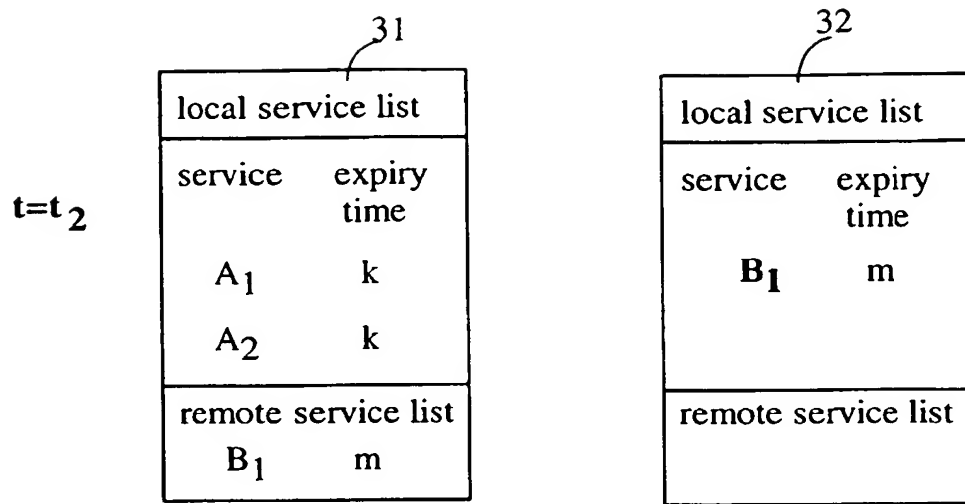 31
local service list
service expiry
time
A1 k
A2 k
remote service list
B1 m
t=t2
32
local service list
service expiry
time
B1 m
remote service list